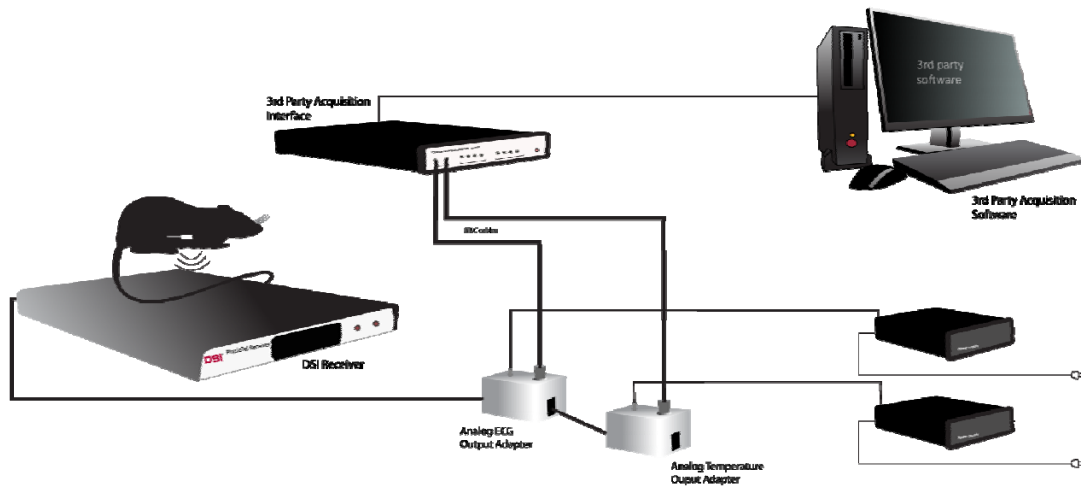 3rd party
software
3rd Party Acquisition
Interface
3rd Party Acquisition
Software
BNC cables
DSI
DSI Receiver
Analog ECG
Output Adapter
Analog Temperature
Ouput Adapter